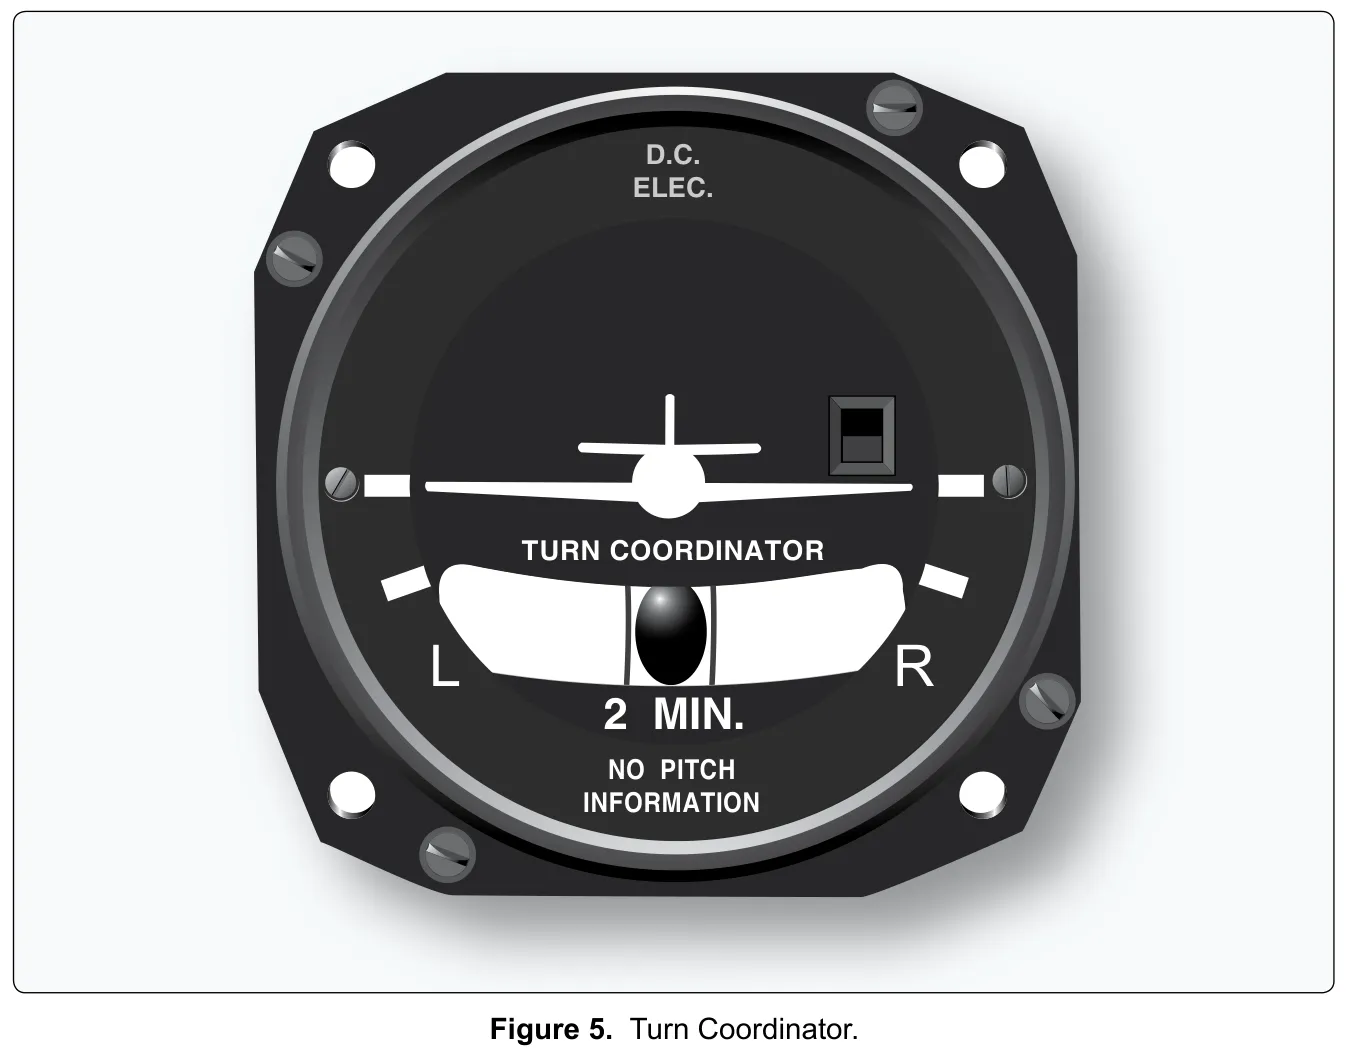 D.C.
ELEC.
TURN COORDINATOR
L R
2 MIN.
NO PITCH
INFORMATION
Figure 5. Turn Coordinator.